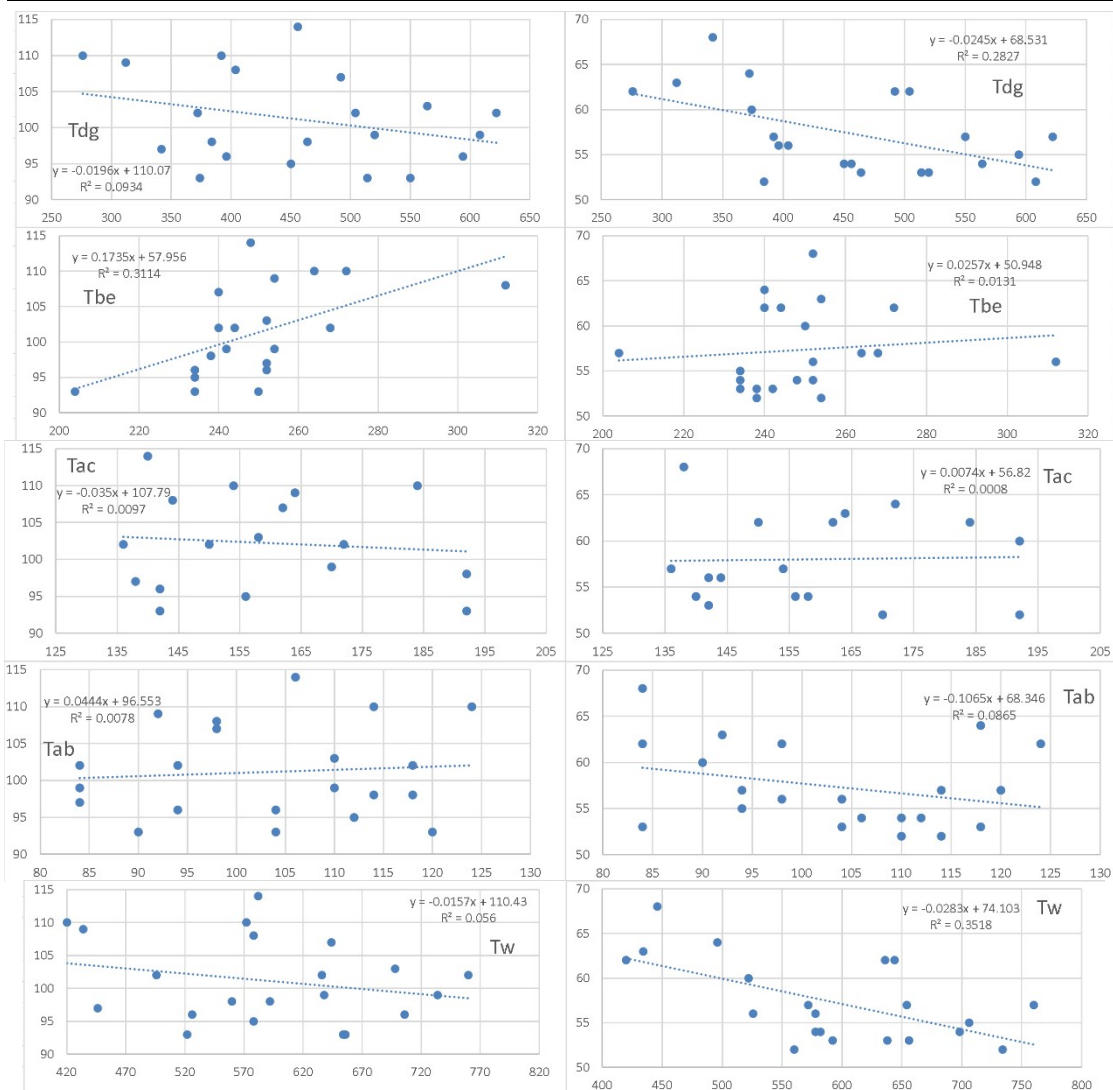 115
110
105
100
95
90
Tdg
y = -0.0196x + 110.07
R² = 0.0934
250 300 350 400 450 500 550 600 650
70
65
60
55
50
y = -0.0245x + 68.531
R² = 0.2827
Tdg
250 300 350 400 450 500 550 600 650
115
110
105
100
95
90
y = 0.1735x + 57.956
R² = 0.3114
Tbe
200 220 240 260 280 300 320
70
65
60
55
50
y = 0.0257x + 50.948
R² = 0.0131
Tbe
200 220 240 260 280 300 320
115
110
105
100
95
90
Tac
y = -0.035x + 107.79
R² = 0.0097
125 135 145 155 165 175 185 195 205
70
65
60
55
50
y = 0.0074x + 56.82
R² = 0.0008
Tac
125 135 145 155 165 175 185 195 205
115
110
105
100
95
90
y = 0.0444x + 96.553
R² = 0.0078
Tab
80 85 90 95 100 105 110 115 120 125 130
70
65
60
55
50
y = -0.1065x + 68.346
R² = 0.0865
Tab
80 85 90 95 100 105 110 115 120 125 130
115
110
105
100
95
90
y = -0.0157x + 110.43
R² = 0.056
Tw
420 470 520 570 620 670 720 770 820
70
65
60
55
50
y = -0.0283x + 74.103
R² = 0.3518
Tw
400 450 500 550 600 650 700 750 800